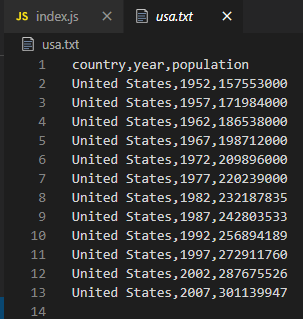 JS index.js usa.txt
usa.txt
1 country,year,population
2 United States,1952,157553000
3 United States,1957,171984000
4 United States,1962,186538000
5 United States,1967,198712000
6 United States,1972,209896000
7 United States,1977,220239000
8 United States,1982,232187835
9 United States,1987,242803533
10 United States,1992,256894189
11 United States,1997,272911760
12 United States,2002,287675526
13 United States,2007,301139947
14